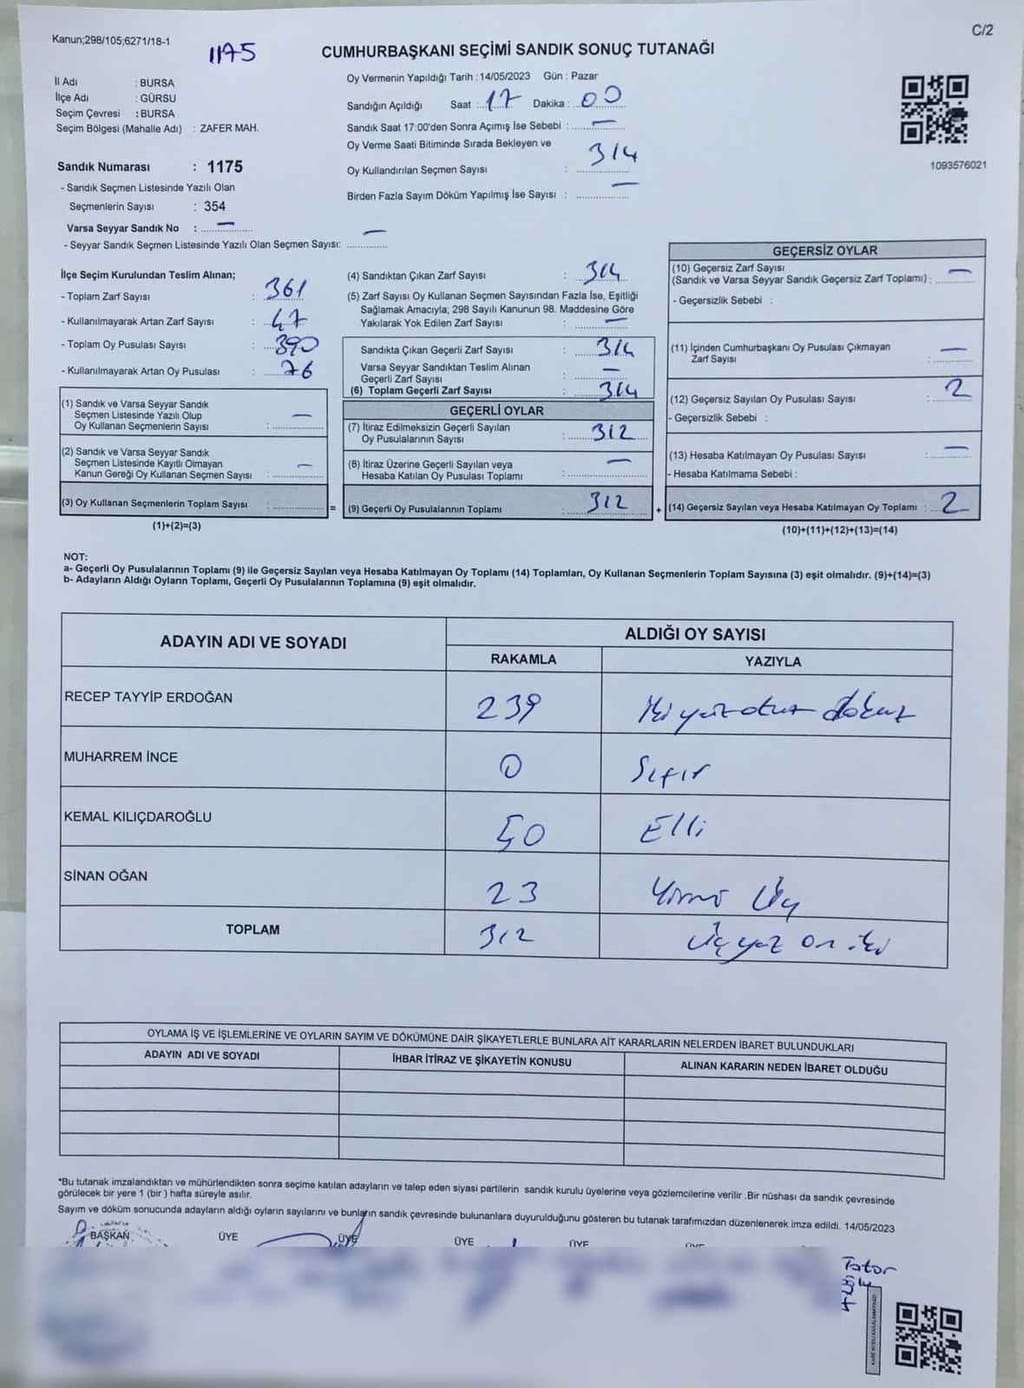 Kanun;298/105;6271/18-1
1175
CUMHURBAŞKANI SEÇİMİ SANDIK SONUÇ TUTANAĞI
C/2
İl Adı : BURSA
İlçe Adı : GÜRSU
Seçim Çevresi : BURSA
Seçim Bölgesi (Mahalle Adı) : ZAFER MAH.
Sandık Numarası : 1175
- Sandık Seçmen Listesinde Yazılı Olan
Seçmenlerin Sayısı : 354
Varsa Seyyar Sandık No : —
- Seyyar Sandık Seçmen Listesinde Yazılı Olan Seçmen Sayısı: —
Oy Vermenin Yapıldığı Tarih : 14/05/2023 Gün : Pazar
Sandığın Açıldığı Saat : 17 Dakika : 00
Sandık Saat 17:00'den Sonra Açımış İse Sebebi : —
Oy Verme Saati Bitiminde Sırada Bekleyen ve
Oy Kullandırılan Seçmen Sayısı : 314
Birden Fazla Sayım Döküm Yapılmış İse Sayısı : —
1093576021
İlçe Seçim Kurulundan Teslim Alınan;
- Toplam Zarf Sayısı : 361
- Kullanılmayarak Artan Zarf Sayısı : 47
- Toplam Oy Pusulası Sayısı : 390
- Kullanılmayarak Artan Oy Pusulası : 76
(1) Sandık ve Varsa Seyyar Sandık
Seçmen Listesinde Yazılı Olup
Oy Kullanan Seçmenlerin Sayısı : —
(2) Sandık ve Varsa Seyyar Sandık
Seçmen Listesinde Kayıtlı Olmayan
Kanun Gereği Oy Kullanan Seçmen Sayısı : —
(3) Oy Kullanan Seçmenlerin Toplam Sayısı :
(1)+(2)=(3)
=
(4) Sandıktan Çıkan Zarf Sayısı : 314
(5) Zarf Sayısı Oy Kullanan Seçmen Sayısından Fazla İse, Eşitliği
Sağlamak Amacıyla; 298 Sayılı Kanunun 98. Maddesine Göre
Yakılarak Yok Edilen Zarf Sayısı : —
Sandıkta Çıkan Geçerli Zarf Sayısı : 314
Varsa Seyyar Sandıktan Teslim Alınan
Geçerli Zarf Sayısı : —
(6) Toplam Geçerli Zarf Sayısı : 314
GEÇERLİ OYLAR
(7) İtiraz Edilmeksizin Geçerli Sayılan
Oy Pusulalarının Sayısı : 312
(8) İtiraz Üzerine Geçerli Sayılan veya
Hesaba Katılan Oy Pusulası Toplamı : —
(9) Geçerli Oy Pusulalarının Toplamı : 312
+
GEÇERSİZ OYLAR
(10) Geçersiz Zarf Sayısı
(Sandık ve Varsa Seyyar Sandık Geçersiz Zarf Toplamı) : —
- Geçersizlik Sebebi :
(11) İçinden Cumhurbaşkanı Oy Pusulası Çıkmayan
Zarf Sayısı : —
(12) Geçersiz Sayılan Oy Pusulası Sayısı : 2
- Geçersizlik Sebebi :
(13) Hesaba Katılmayan Oy Pusulası Sayısı : —
- Hesaba Katılmama Sebebi :
(14) Geçersiz Sayılan veya Hesaba Katılmayan Oy Toplamı : 2
(10)+(11)+(12)+(13)=(14)
NOT:
a- Geçerli Oy Pusulalarının Toplamı (9) ile Geçersiz Sayılan veya Hesaba Katılmayan Oy Toplamı (14) Toplamları, Oy Kullanan Seçmenlerin Toplam Sayısına (3) eşit olmalıdır. (9)+(14)=(3)
b- Adayların Aldığı Oyların Toplamı, Geçerli Oy Pusulalarının Toplamına (9) eşit olmalıdır.
ADAYIN ADI VE SOYADI
ALDIĞI OY SAYISI
RAKAMLA YAZIYLA
RECEP TAYYİP ERDOĞAN 239 İkiyüzotuz dokuz
MUHARREM İNCE 0 Sıfır
KEMAL KILIÇDAROĞLU 50 Elli
SİNAN OĞAN 23 Yirmi Üç
TOPLAM 312 Üçyüz on iki
OYLAMA İŞ VE İŞLEMLERİNE VE OYLARIN SAYIM VE DÖKÜMÜNE DAİR ŞİKAYETLERLE BUNLARA AİT KARARLARIN NELERDEN İBARET BULUNDUKLARI
ADAYIN ADI VE SOYADI
İHBAR İTİRAZ VE ŞİKAYETİN KONUSU
ALINAN KARARIN NEDEN İBARET OLDUĞU
*Bu tutanak imzalandıktan ve mühürlendikten sonra seçime katılan adayların ve talep eden siyasi partilerin sandık kurulu üyelerine veya gözlemcilerine verilir .Bir nüshası da sandık çevresinde
görülecek bir yere 1 (bir ) hafta süreyle asılır.
Sayım ve döküm sonucunda adayların aldığı oyların sayılarını ve bunların sandık çevresinde bulunanlara duyurulduğunu gösteren bu tutanak tarafımızdan düzenlenerek imza edildi. 14/05/2023
BAŞKAN ÜYE ÜYE ÜYE ÜYE